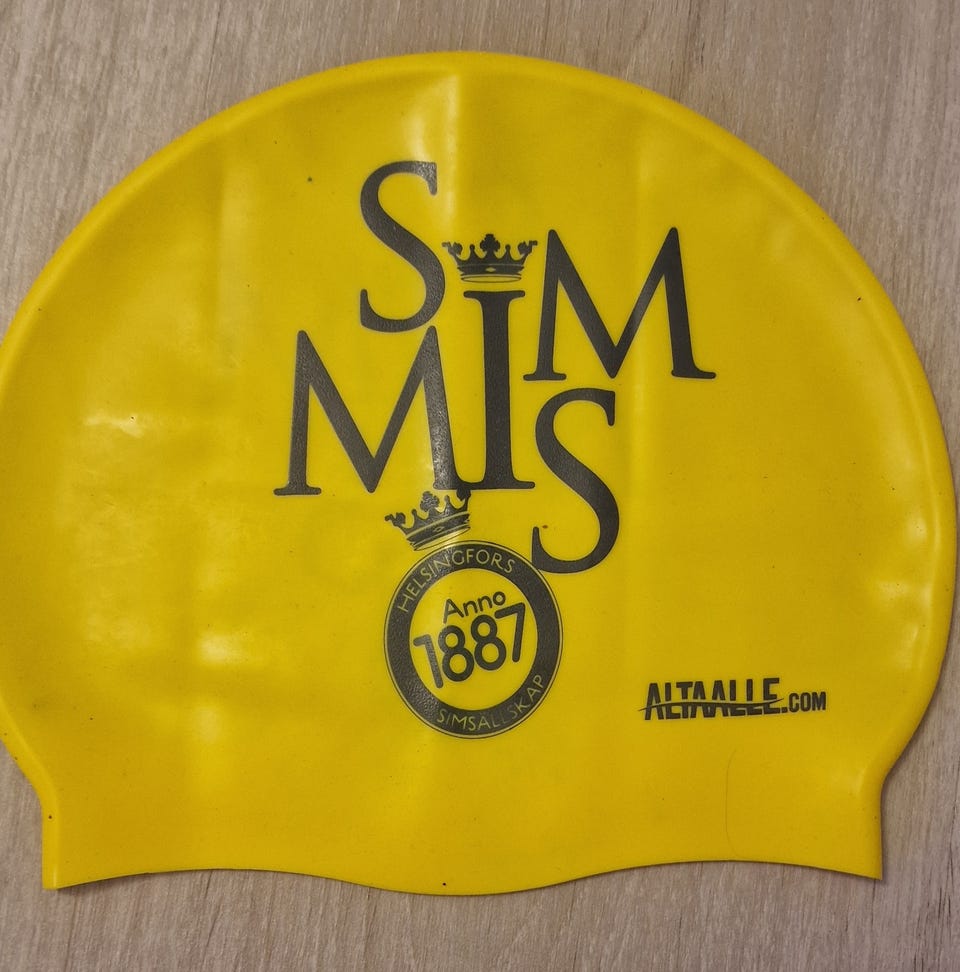 SIM
MIS
HELSINGFORS
Anno
1887
SIMSÄLLSKAP
ALTAALLE.COM